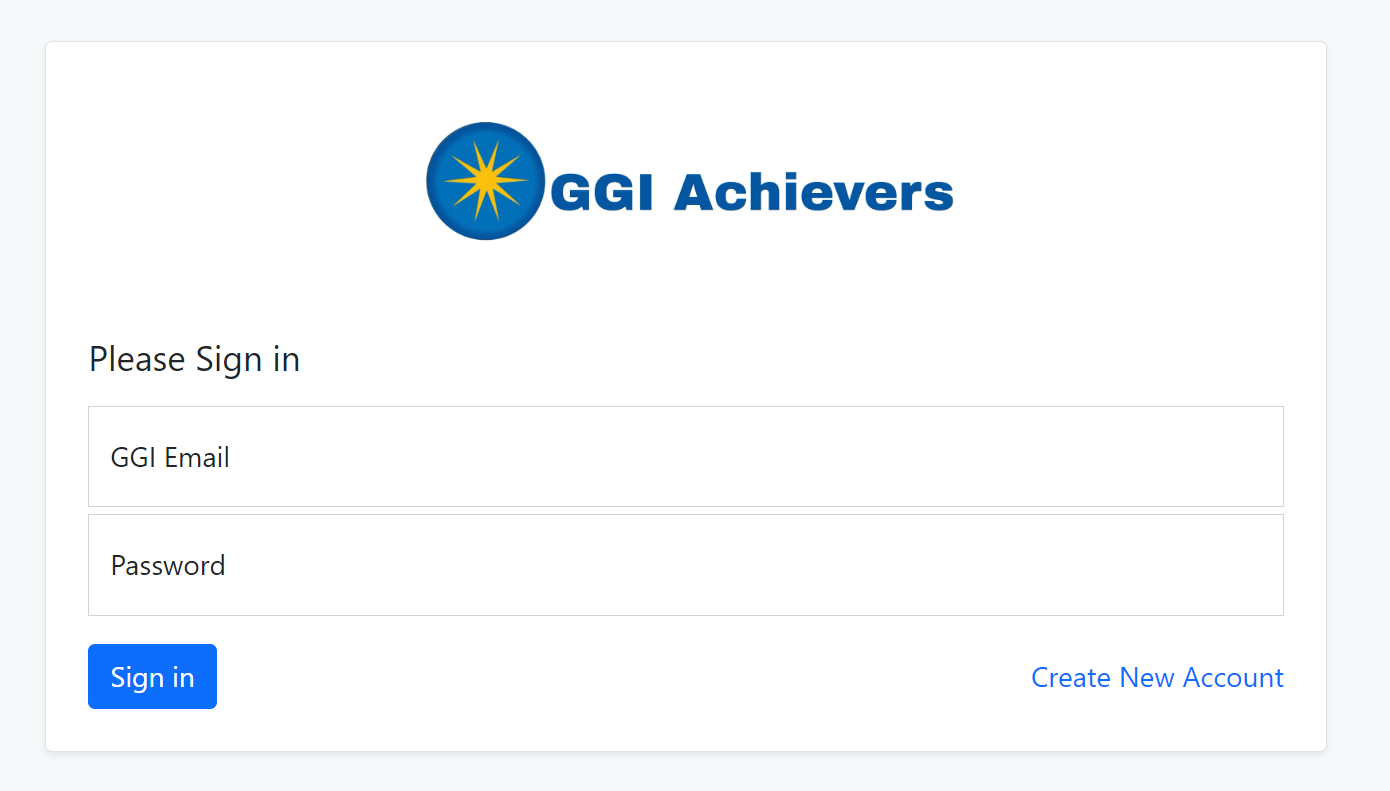 GGI Achievers
Please Sign in
GGI Email
Password
Sign in
Create New Account